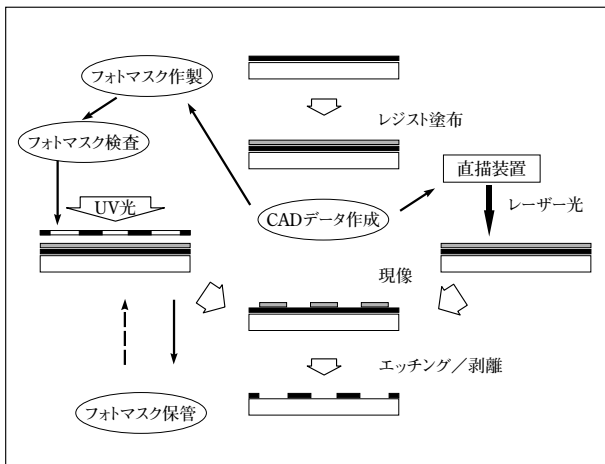 フォトマスク作製
レジスト塗布
フォトマスク検査
直描装置
UV光
CADデータ作成
レーザー光
現像
エッチング／剥離
フォトマスク保管